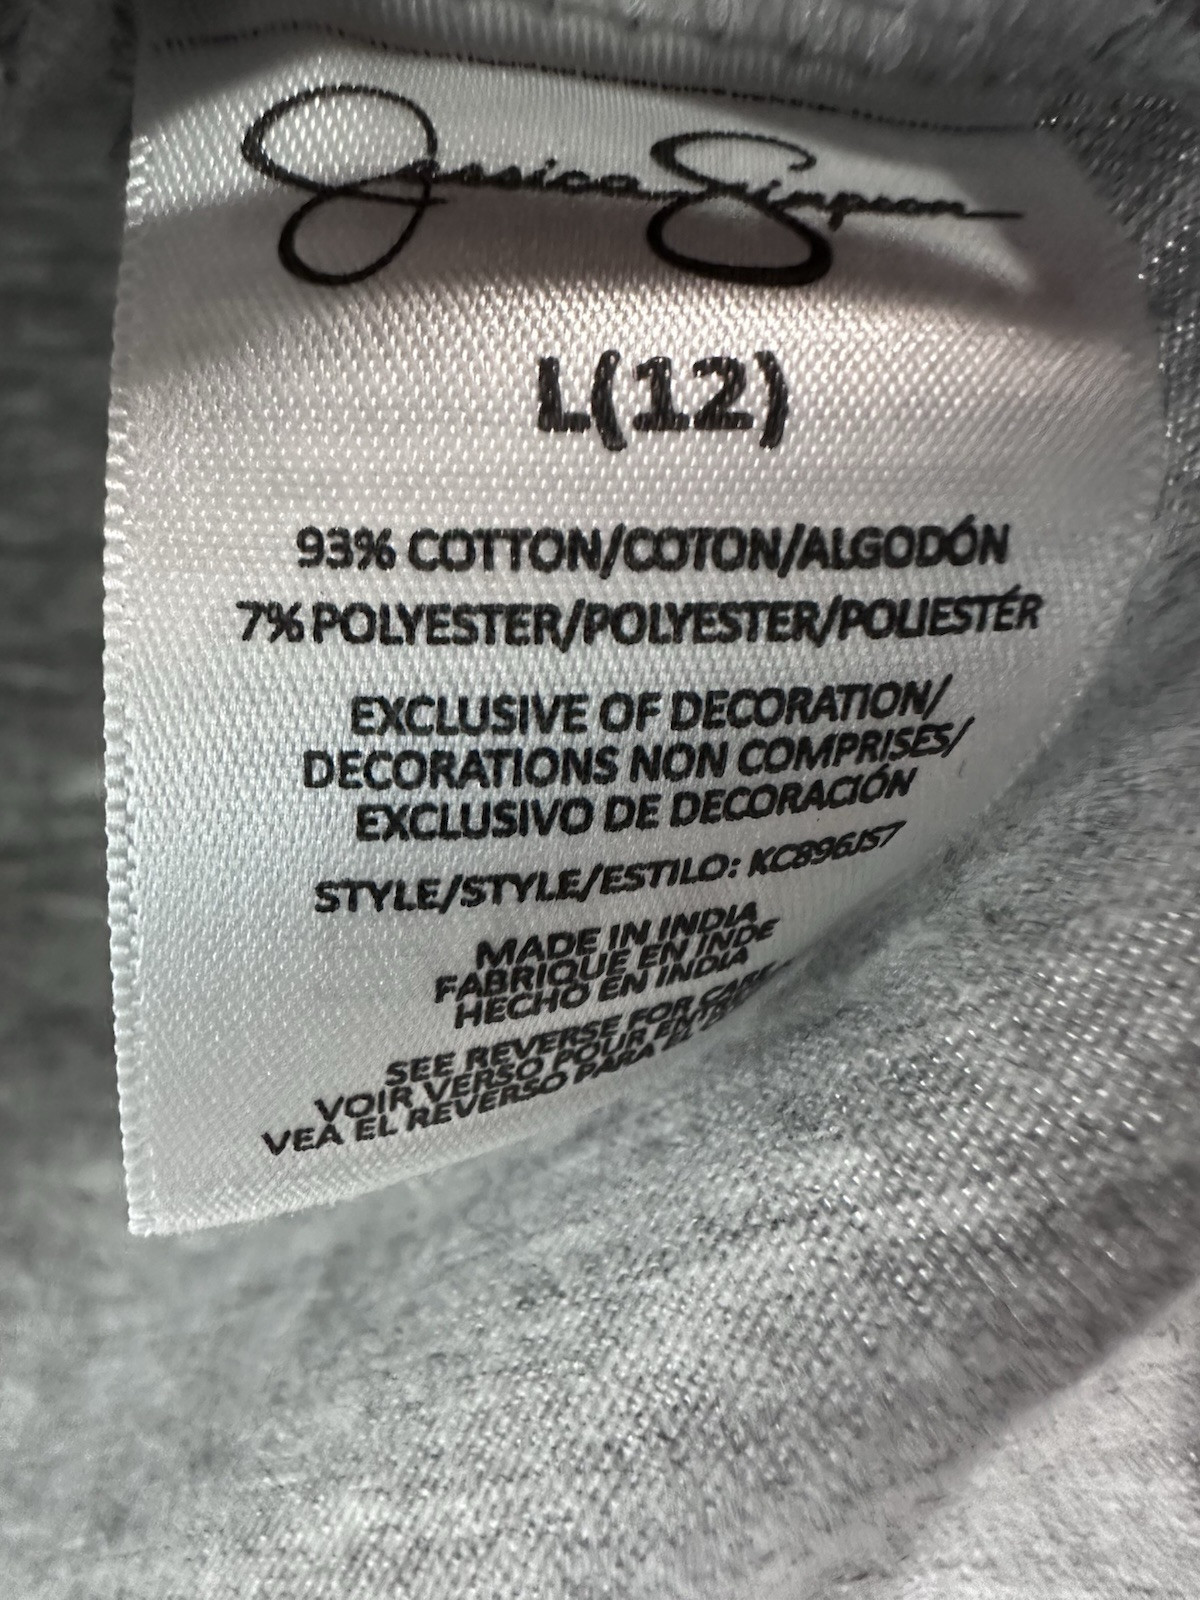 Jessica Simpson
L(12)
93% COTTON/COTON/ALGODÓN
7% POLYESTER/POLYESTER/POLIESTÉR
EXCLUSIVE OF DECORATION/
DECORATIONS NON COMPRISES/
EXCLUSIVO DE DECORACIÓN
STYLE/STYLE/ESTILO: KC896JS7
MADE IN INDIA
FABRIQUE EN INDE
HECHO EN INDIA
SEE REVERSE FOR CARE
VOIR VERSO POUR
VEA EL REVERSO PARA EL